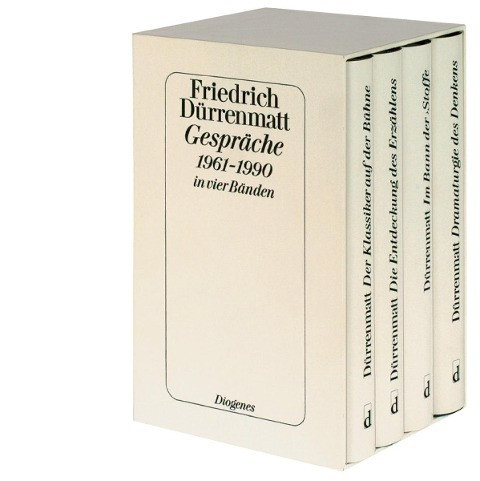 Friedrich
Dürrenmatt
Gespräche
1961–1990
in vier Bänden
Diogenes
Dürrenmatt Der Klassiker auf der Bühne
d
Dürrenmatt Die Entdeckung des Erzählens
d
Dürrenmatt Im Bann der ›Stoffe‹
d
Dürrenmatt Dramaturgie des Denkens
d